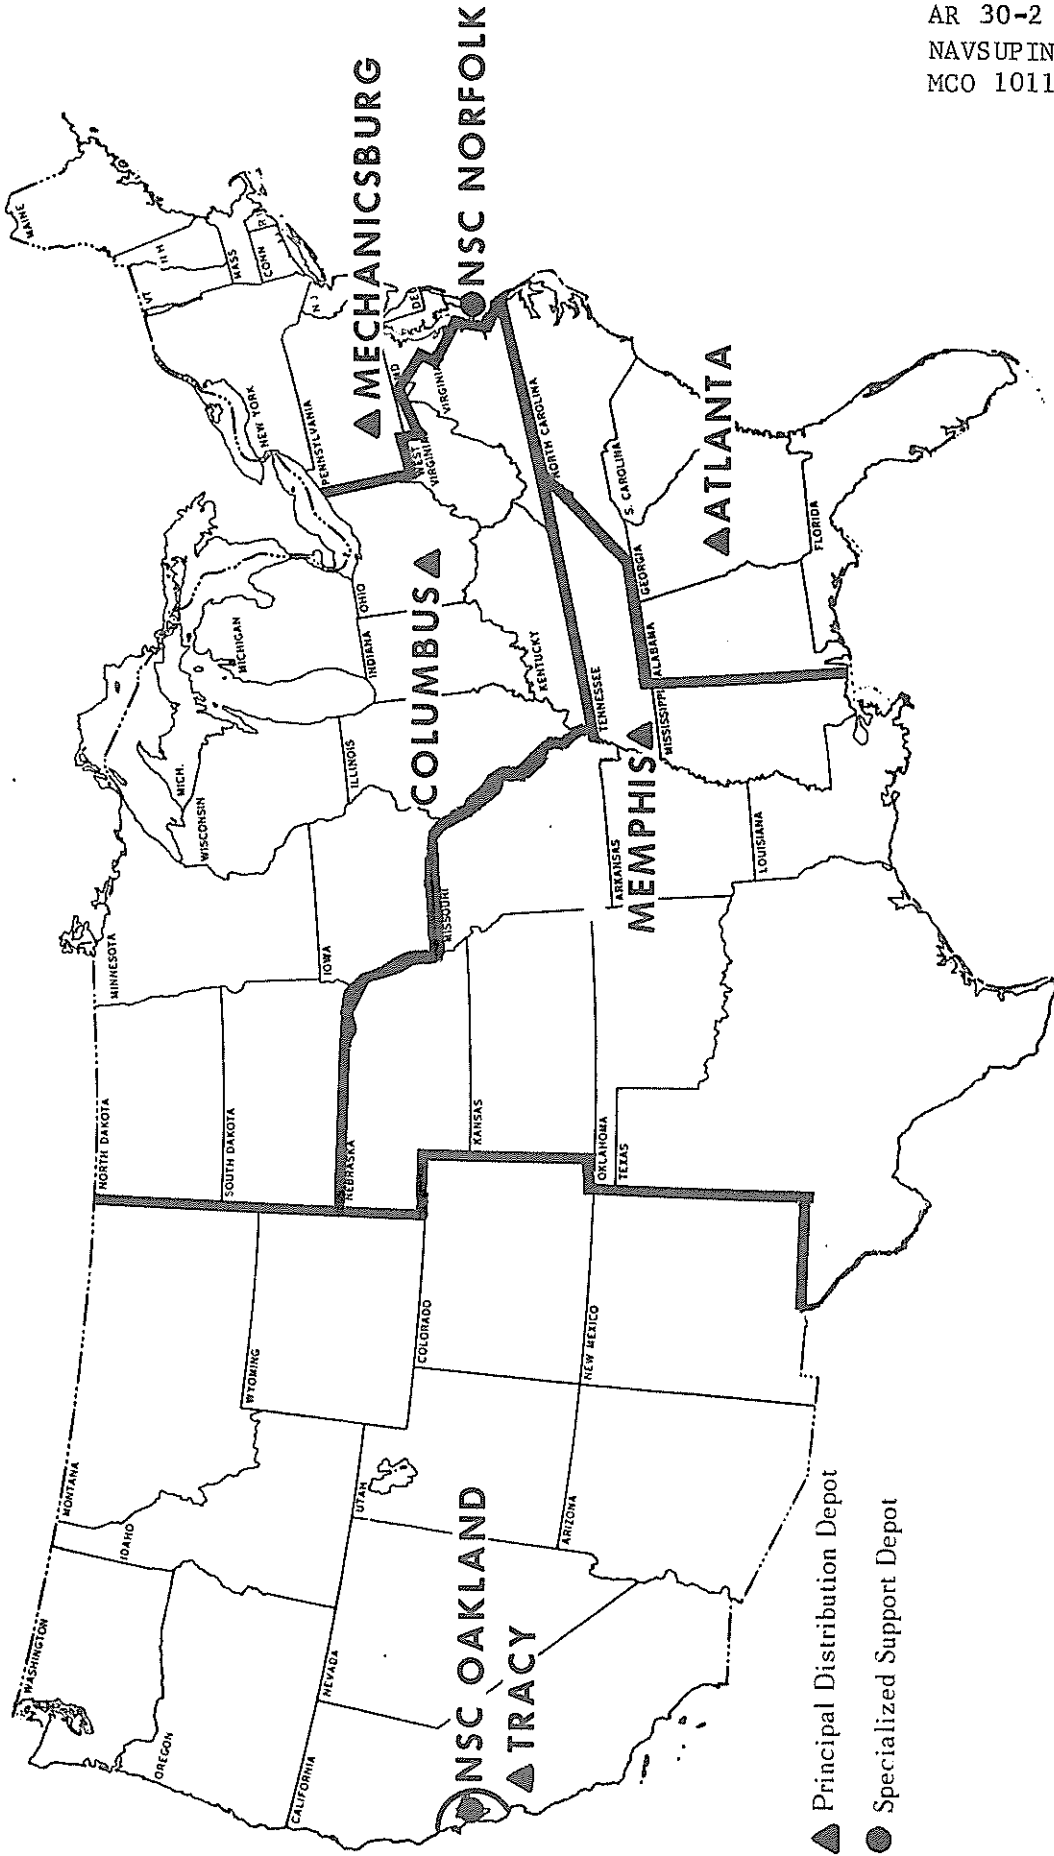 AR 30-2
NAVSUPIN
MCO 1011
WASHINGTON
MONTANA
NORTH DAKOTA
MINNESOTA
MAINE
OREGON
IDAHO
WYOMING
SOUTH DAKOTA
WISCONSIN
MICH.
MICHIGAN
NEW YORK
VT
MASS
CONN
R I
CALIFORNIA
NEVADA
UTAH
COLORADO
NEBRASKA
IOWA
ILLINOIS
INDIANA
OHIO
PENNSYLVANIA
N J
MECHANICSBURG
COLUMBUS
MD
DEL
WEST
VIRGINIA
VIRGINIA
NSC NORFOLK
NSC OAKLAND
TRACY
ARIZONA
NEW MEXICO
KANSAS
MISSOURI
KENTUCKY
OKLAHOMA
TEXAS
ARKANSAS
TENNESSEE
NORTH CAROLINA
MEMPHIS
MISSISSIPPI
ALABAMA
GEORGIA
S. CAROLINA
ATLANTA
LOUISIANA
FLORIDA
Principal Distribution Depot
Specialized Support Depot